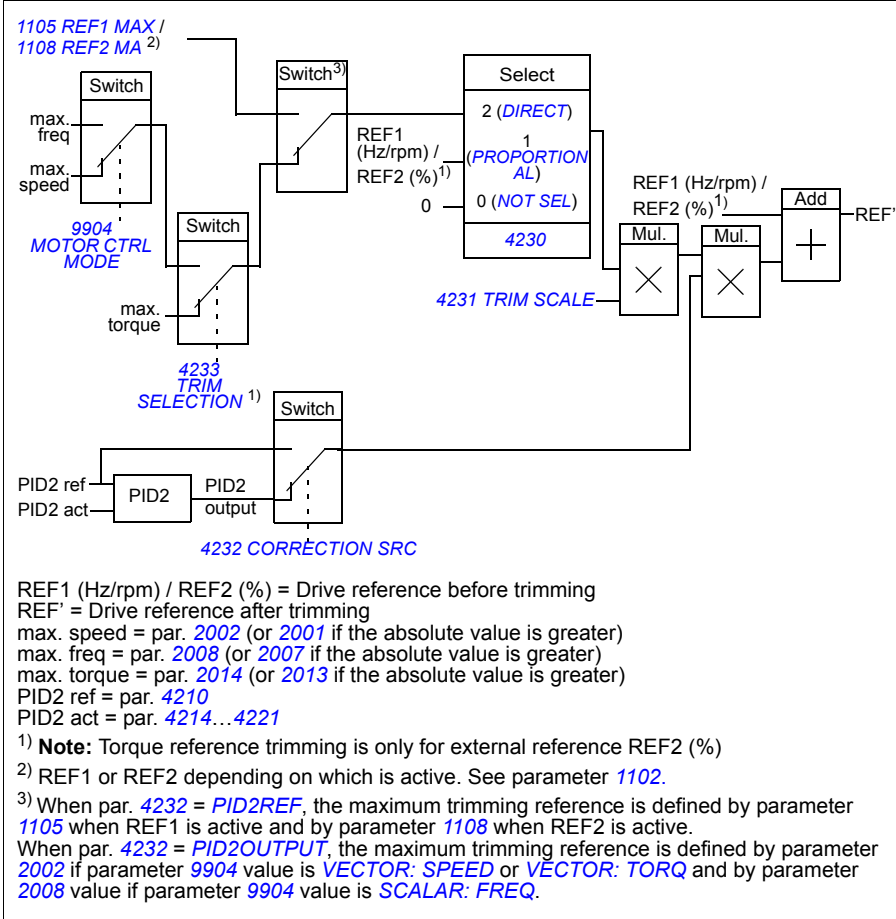 1105 REF1 MAX /
1108 REF2 MA 2)
Switch
max.
freq
max.
speed
9904
MOTOR CTRL
MODE
Switch
max.
torque
4233
TRIM
SELECTION 1)
Switch3)
REF1
(Hz/rpm) /
REF2 (%)1)
0
Select
2 (DIRECT)
1
(PROPORTION
AL)
0 (NOT SEL)
4230
4231 TRIM SCALE
Mul.
REF1 (Hz/rpm) /
REF2 (%)1)
Mul.
Add
REF’
Switch
PID2 ref
PID2 act
PID2
PID2
output
4232 CORRECTION SRC
REF1 (Hz/rpm) / REF2 (%) = Drive reference before trimming
REF’ = Drive reference after trimming
max. speed = par. 2002 (or 2001 if the absolute value is greater)
max. freq = par. 2008 (or 2007 if the absolute value is greater)
max. torque = par. 2014 (or 2013 if the absolute value is greater)
PID2 ref = par. 4210
PID2 act = par. 4214…4221
1) Note: Torque reference trimming is only for external reference REF2 (%)
2) REF1 or REF2 depending on which is active. See parameter 1102.
3) When par. 4232 = PID2REF, the maximum trimming reference is defined by parameter
1105 when REF1 is active and by parameter 1108 when REF2 is active.
When par. 4232 = PID2OUTPUT, the maximum trimming reference is defined by parameter
2002 if parameter 9904 value is VECTOR: SPEED or VECTOR: TORQ and by parameter
2008 value if parameter 9904 value is SCALAR: FREQ.